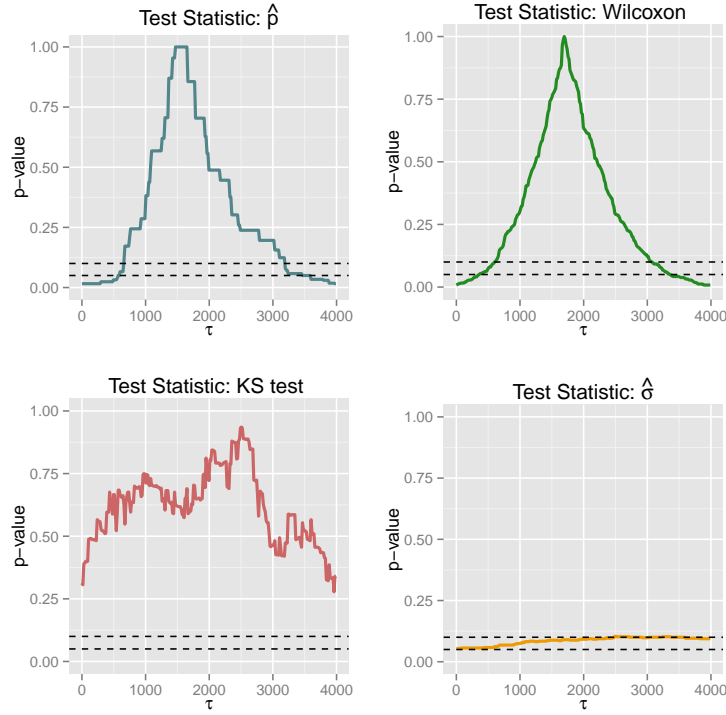 Test Statistic: p̂
1.00
0.75
0.50
0.25
0.00
p−value
0 1000 2000 3000 4000
τ
Test Statistic: Wilcoxon
1.00
0.75
0.50
0.25
0.00
p−value
0 1000 2000 3000 4000
τ
Test Statistic: KS test
1.00
0.75
0.50
0.25
0.00
p−value
0 1000 2000 3000 4000
τ
Test Statistic: σ̂
1.00
0.75
0.50
0.25
0.00
p−value
0 1000 2000 3000 4000
τ